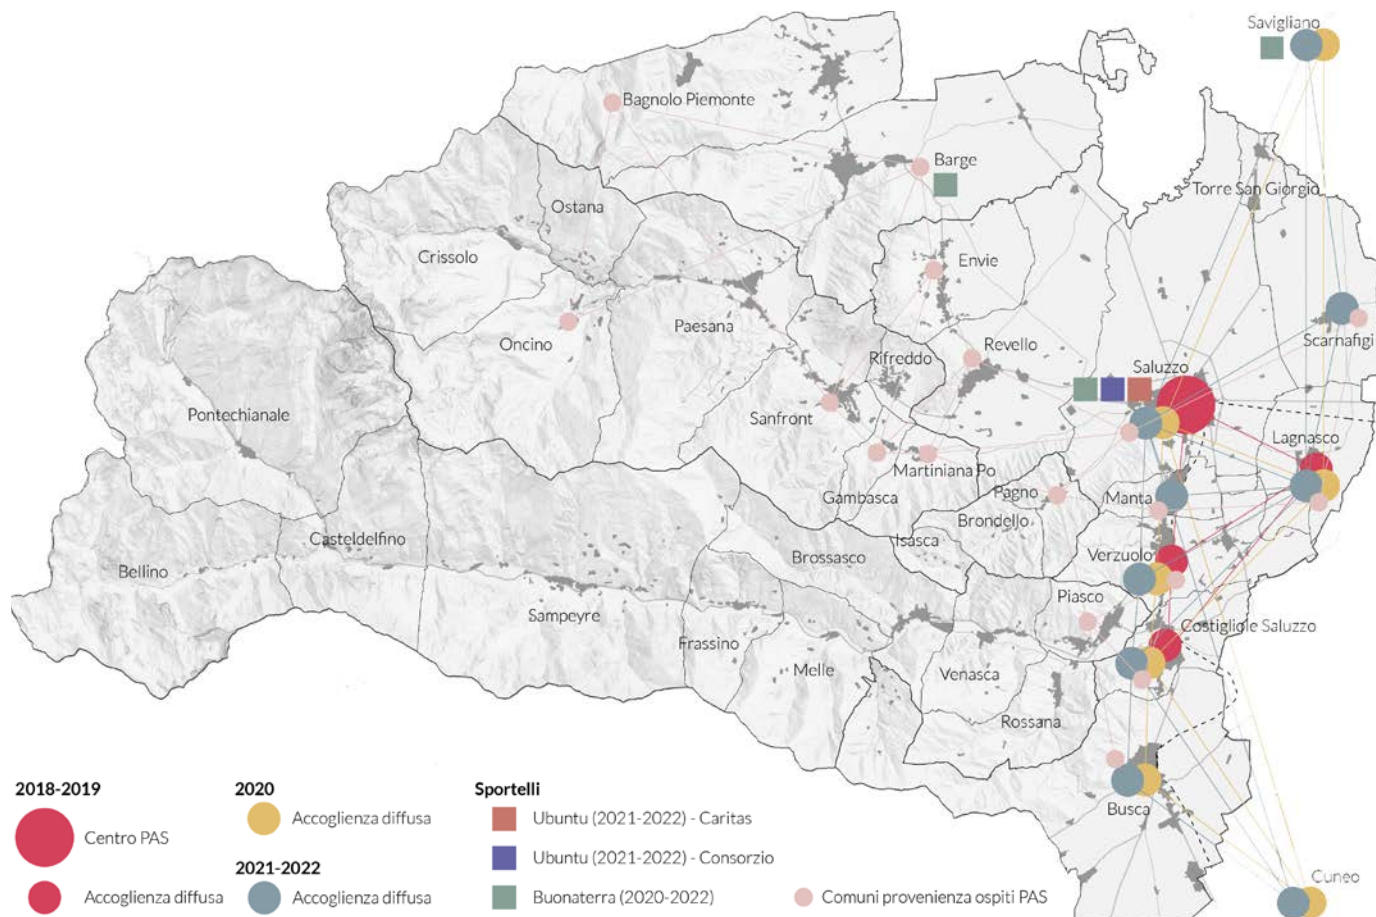 Savigliano
Bagnolo Piemonte
Barge
Torre San Giorgio
Ostana
Crissolo
Envie
Oncino
Paesana
Scarnafigi
Revello
Rifreddo
Saluzzo
Pontechianale
Sanfront
Lagnasco
Martiniana Po
Gambasca
Pagno
Manta
Brondello
Isasca
Casteldelfino
Verzuolo
Brossasco
Bellino
Piasco
Sampeyre
Costigliole Saluzzo
Frassino
Melle
Venasca
Rossana
Busca
Cuneo
2018-2019
Centro PAS
Accoglienza diffusa
2020
Accoglienza diffusa
2021-2022
Accoglienza diffusa
Sportelli
Ubuntu (2021-2022) - Caritas
Ubuntu (2021-2022) - Consorzio
Buonaterra (2020-2022)
Comuni provenienza ospiti PAS